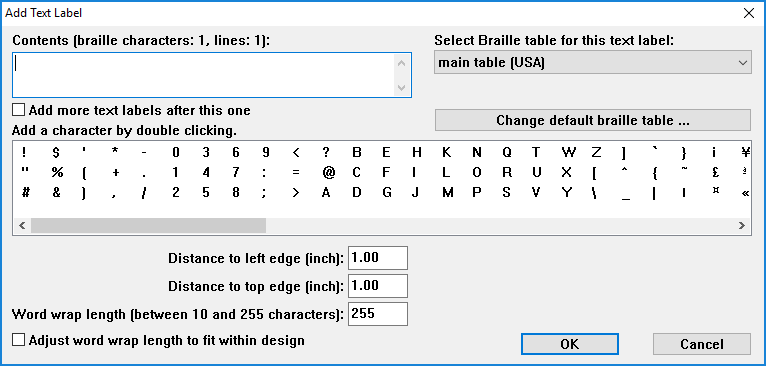 Add Text Label
Contents (braille characters: 1, lines: 1):
Select Braille table for this text label:
main table (USA)
Add more text labels after this one
Change default braille table ...
Add a character by double clicking.
! $ ' * - 0 3 6 9 < ? B E H K N Q T W Z ] ` } ¡ ¥
" % ( + . 1 4 7 : = @ C F I L O R U X [ ^ { ~ £
# & ) , / 2 5 8 ; > A D G J M P S V Y \ _ | ¤ «
Distance to left edge (inch): 1.00
Distance to top edge (inch): 1.00
Word wrap length (between 10 and 255 characters): 255
Adjust word wrap length to fit within design
OK
Cancel